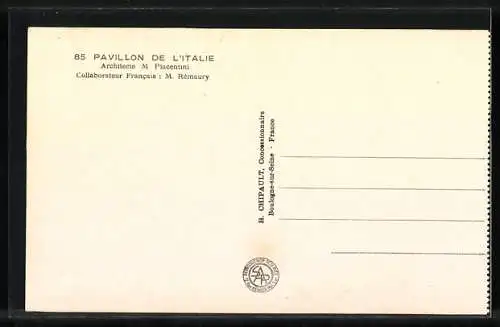 85 PAVILLON DE L'ITALIE
Architecte M Piacentini
Collaborateur Français : M. Rémaury
H. CHIPAULT, Concessionnaire
Boulogne-sur-Seine - France